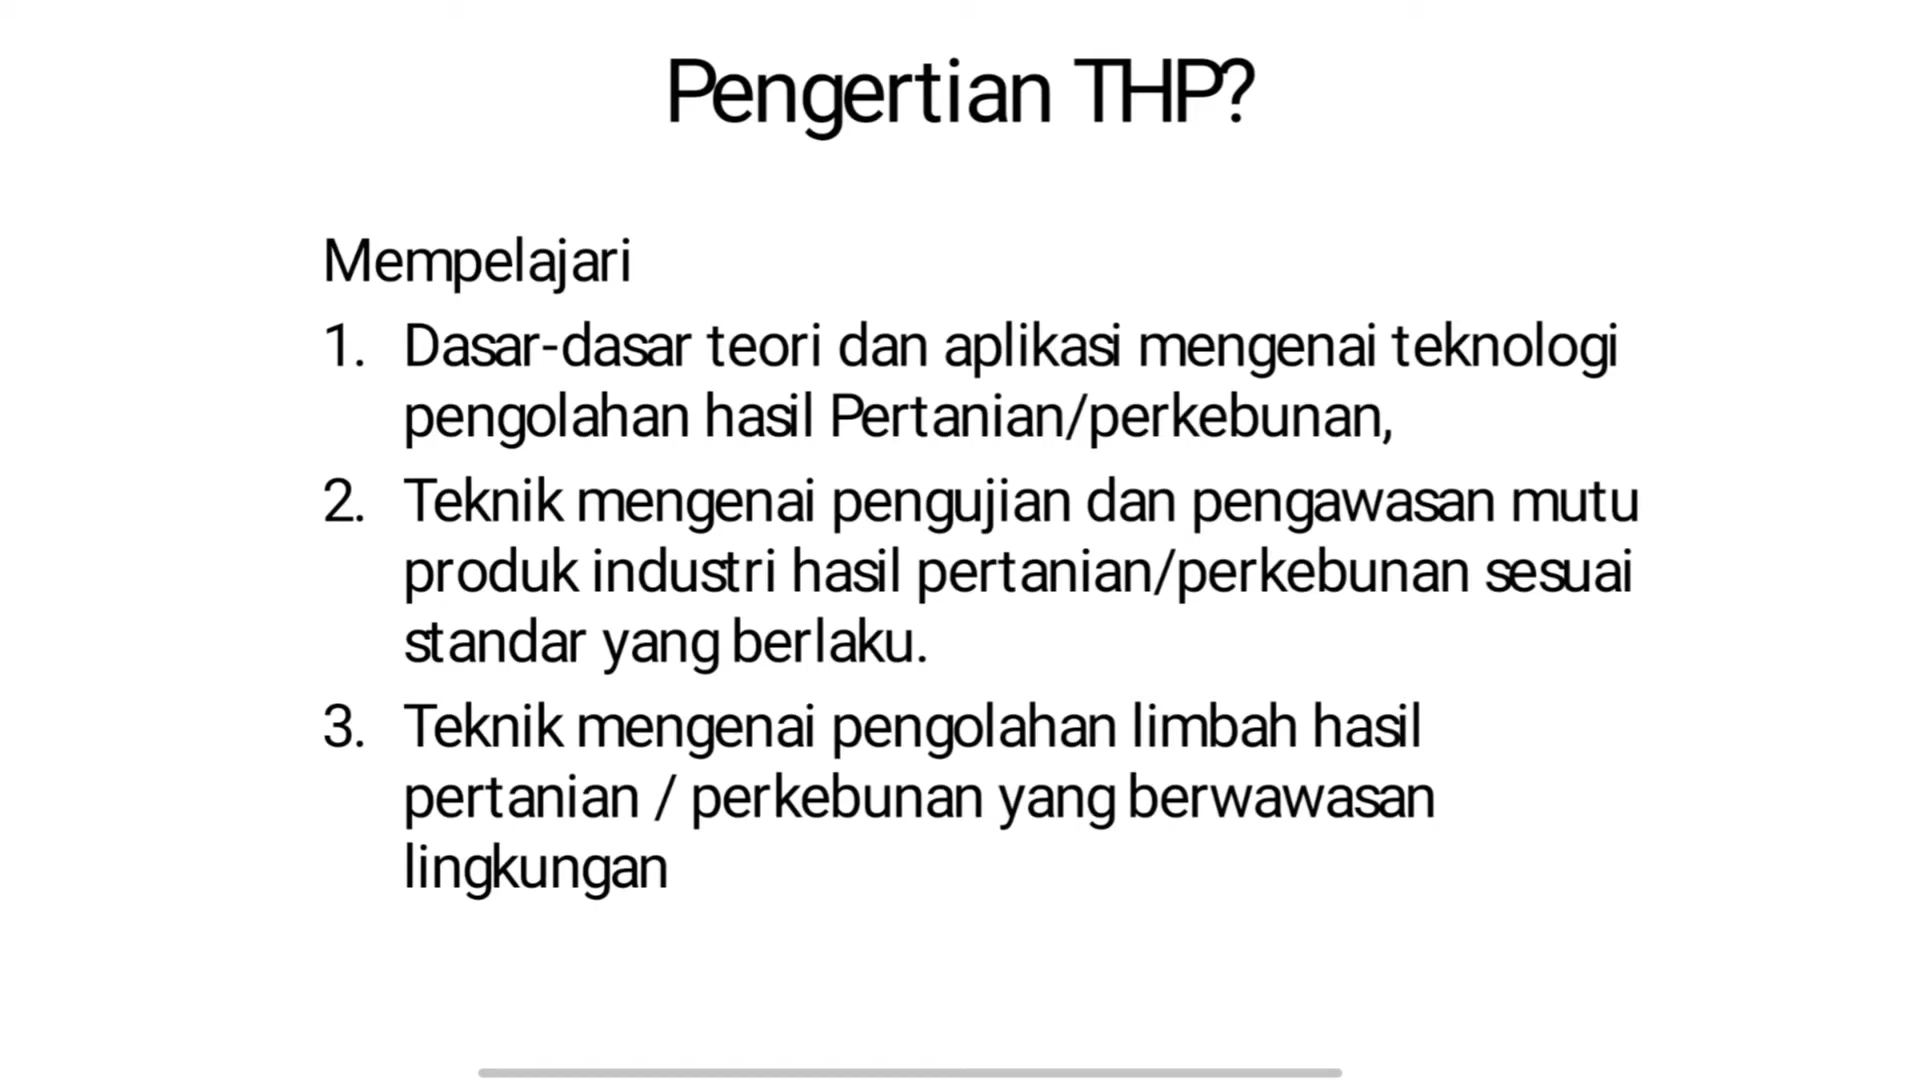 Pengertian THP?
Mempelajari
1. Dasar-dasar teori dan aplikasi mengenai teknologi
pengolahan hasil Pertanian/perkebunan,
2. Teknik mengenai pengujian dan pengawasan mutu
produk industri hasil pertanian/perkebunan sesuai
standar yang berlaku.
3. Teknik mengenai pengolahan limbah hasil
pertanian / perkebunan yang berwawasan
lingkungan